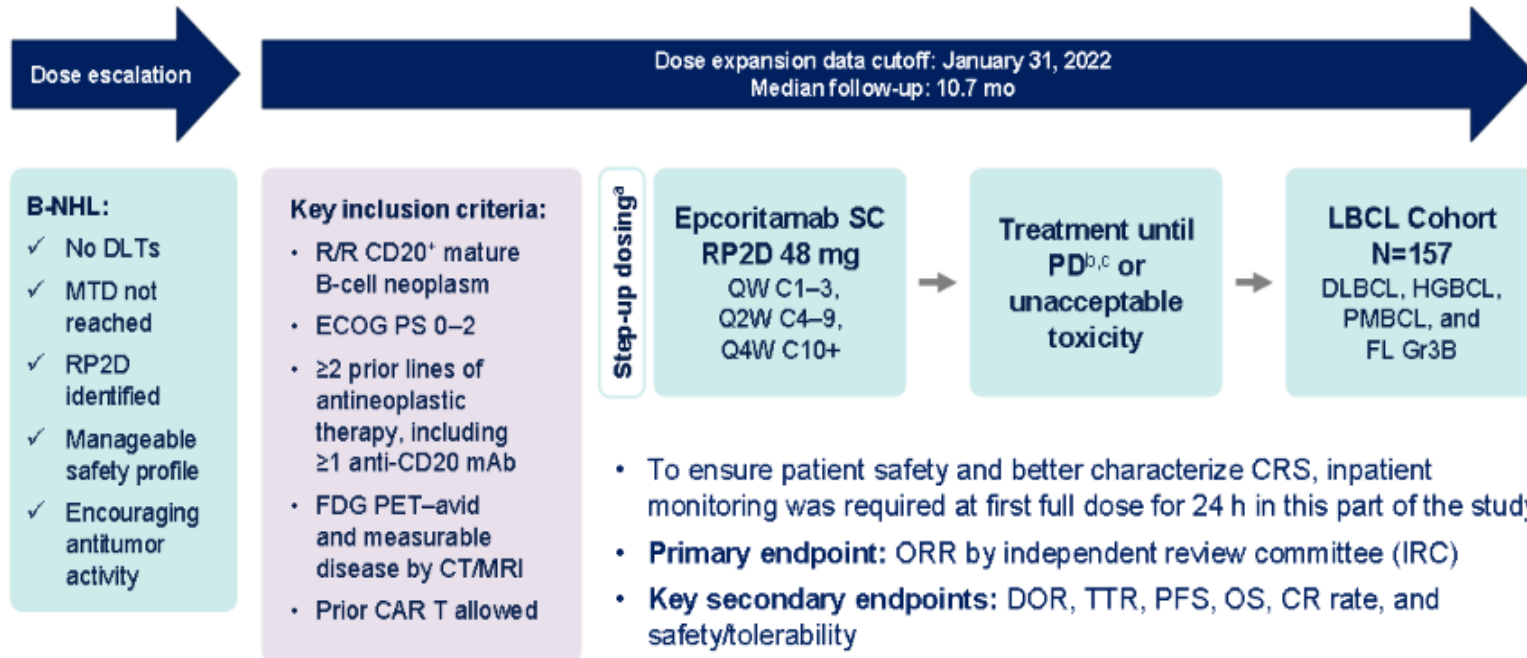 Dose escalation
Dose expansion data cutoff: January 31, 2022
Median follow-up: 10.7 mo
B-NHL:
✓ No DLTs
✓ MTD not
reached
✓ RP2D
identified
✓ Manageable
safety profile
✓ Encouraging
antitumor
activity
Key inclusion criteria:
• R/R CD20⁺ mature
B-cell neoplasm
• ECOG PS 0–2
• ≥2 prior lines of
antineoplastic
therapy, including
≥1 anti-CD20 mAb
• FDG PET–avid
and measurable
disease by CT/MRI
• Prior CAR T allowed
Step-up dosingᵃ
Epcoritamab SC
RP2D 48 mg
QW C1–3,
Q2W C4–9,
Q4W C10+
Treatment until
PDᵇ,ᶜ or
unacceptable
toxicity
LBCL Cohort
N=157
DLBCL, HGBCL,
PMBCL, and
FL Gr3B
• To ensure patient safety and better characterize CRS, inpatient
monitoring was required at first full dose for 24 h in this part of the study
• Primary endpoint: ORR by independent review committee (IRC)
• Key secondary endpoints: DOR, TTR, PFS, OS, CR rate, and
safety/tolerability